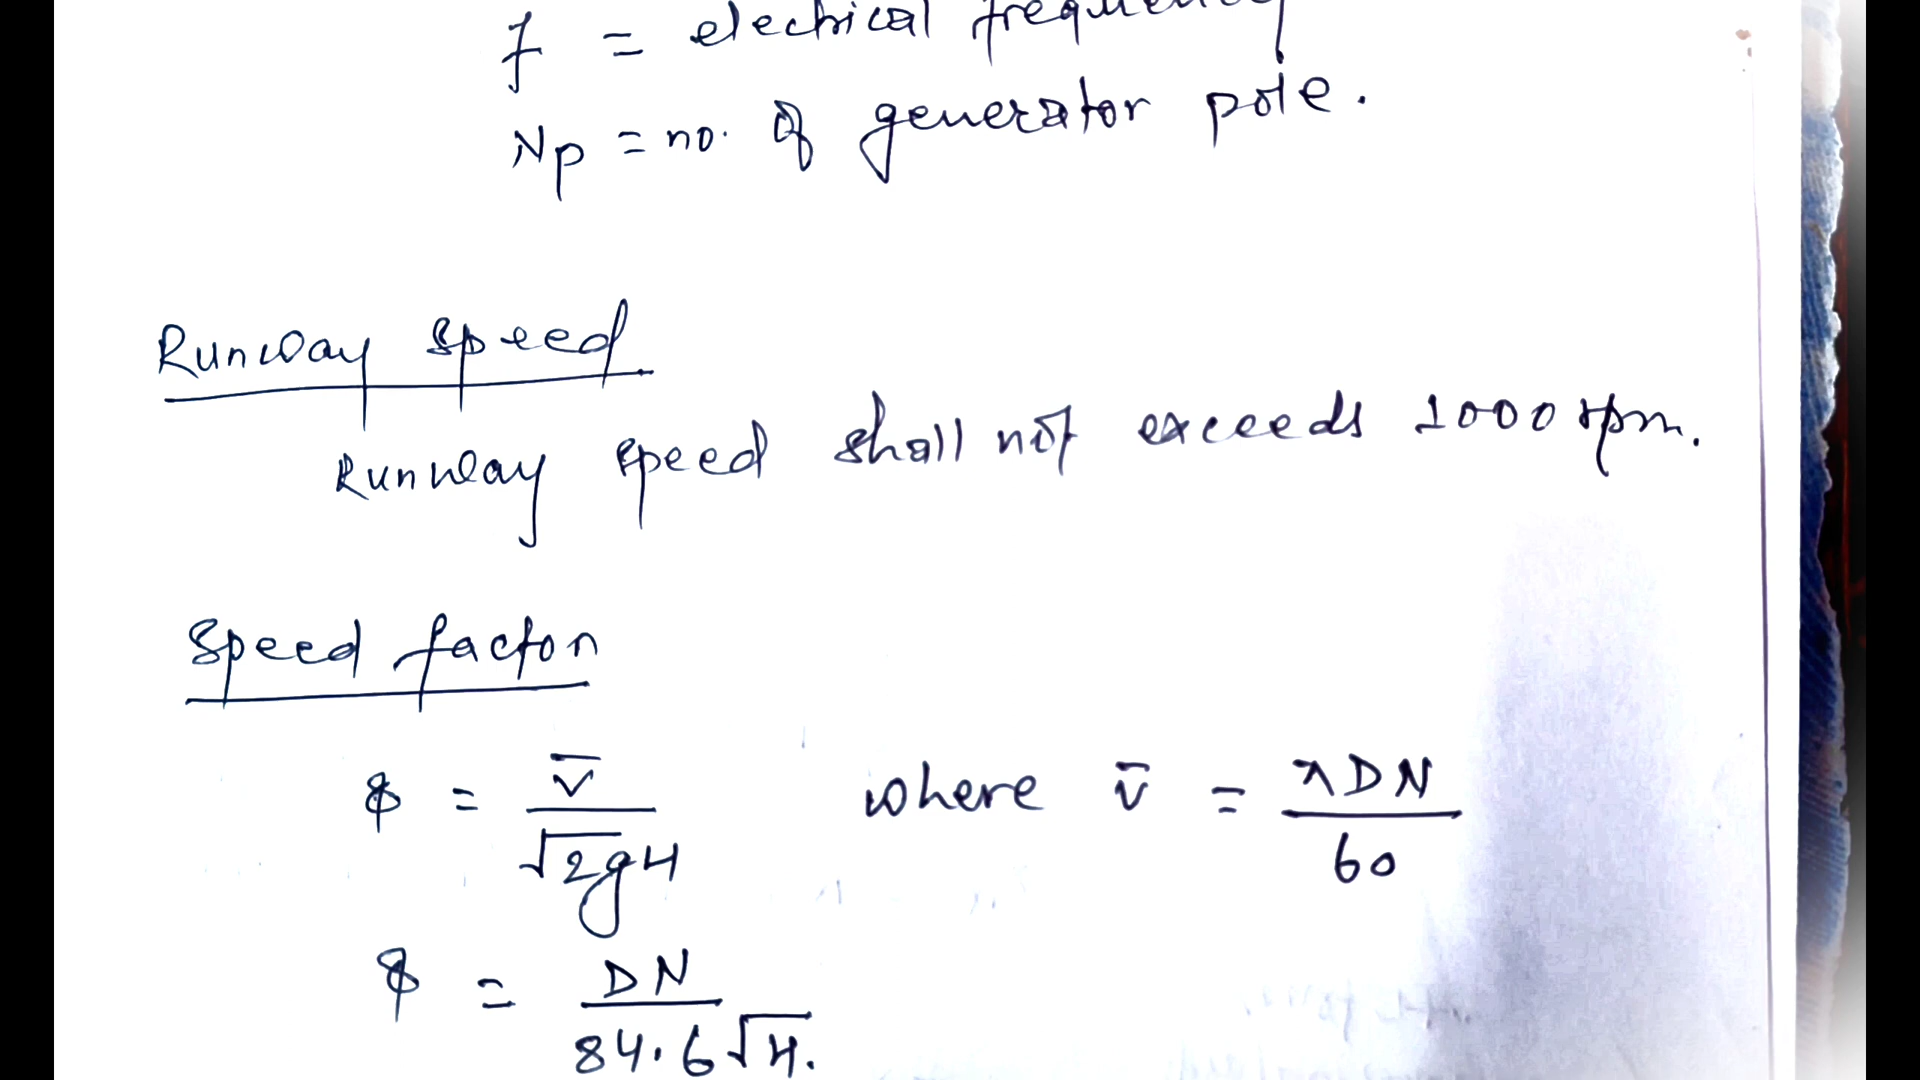 f = electrical frequency
Np = no. of generator pole.
Runway speed
Runway speed shall not exceeds 1000 rpm.
Speed factor
φ = v̄ / √2gH where v̄ = πDN / 60
φ = DN / 84.6√H.